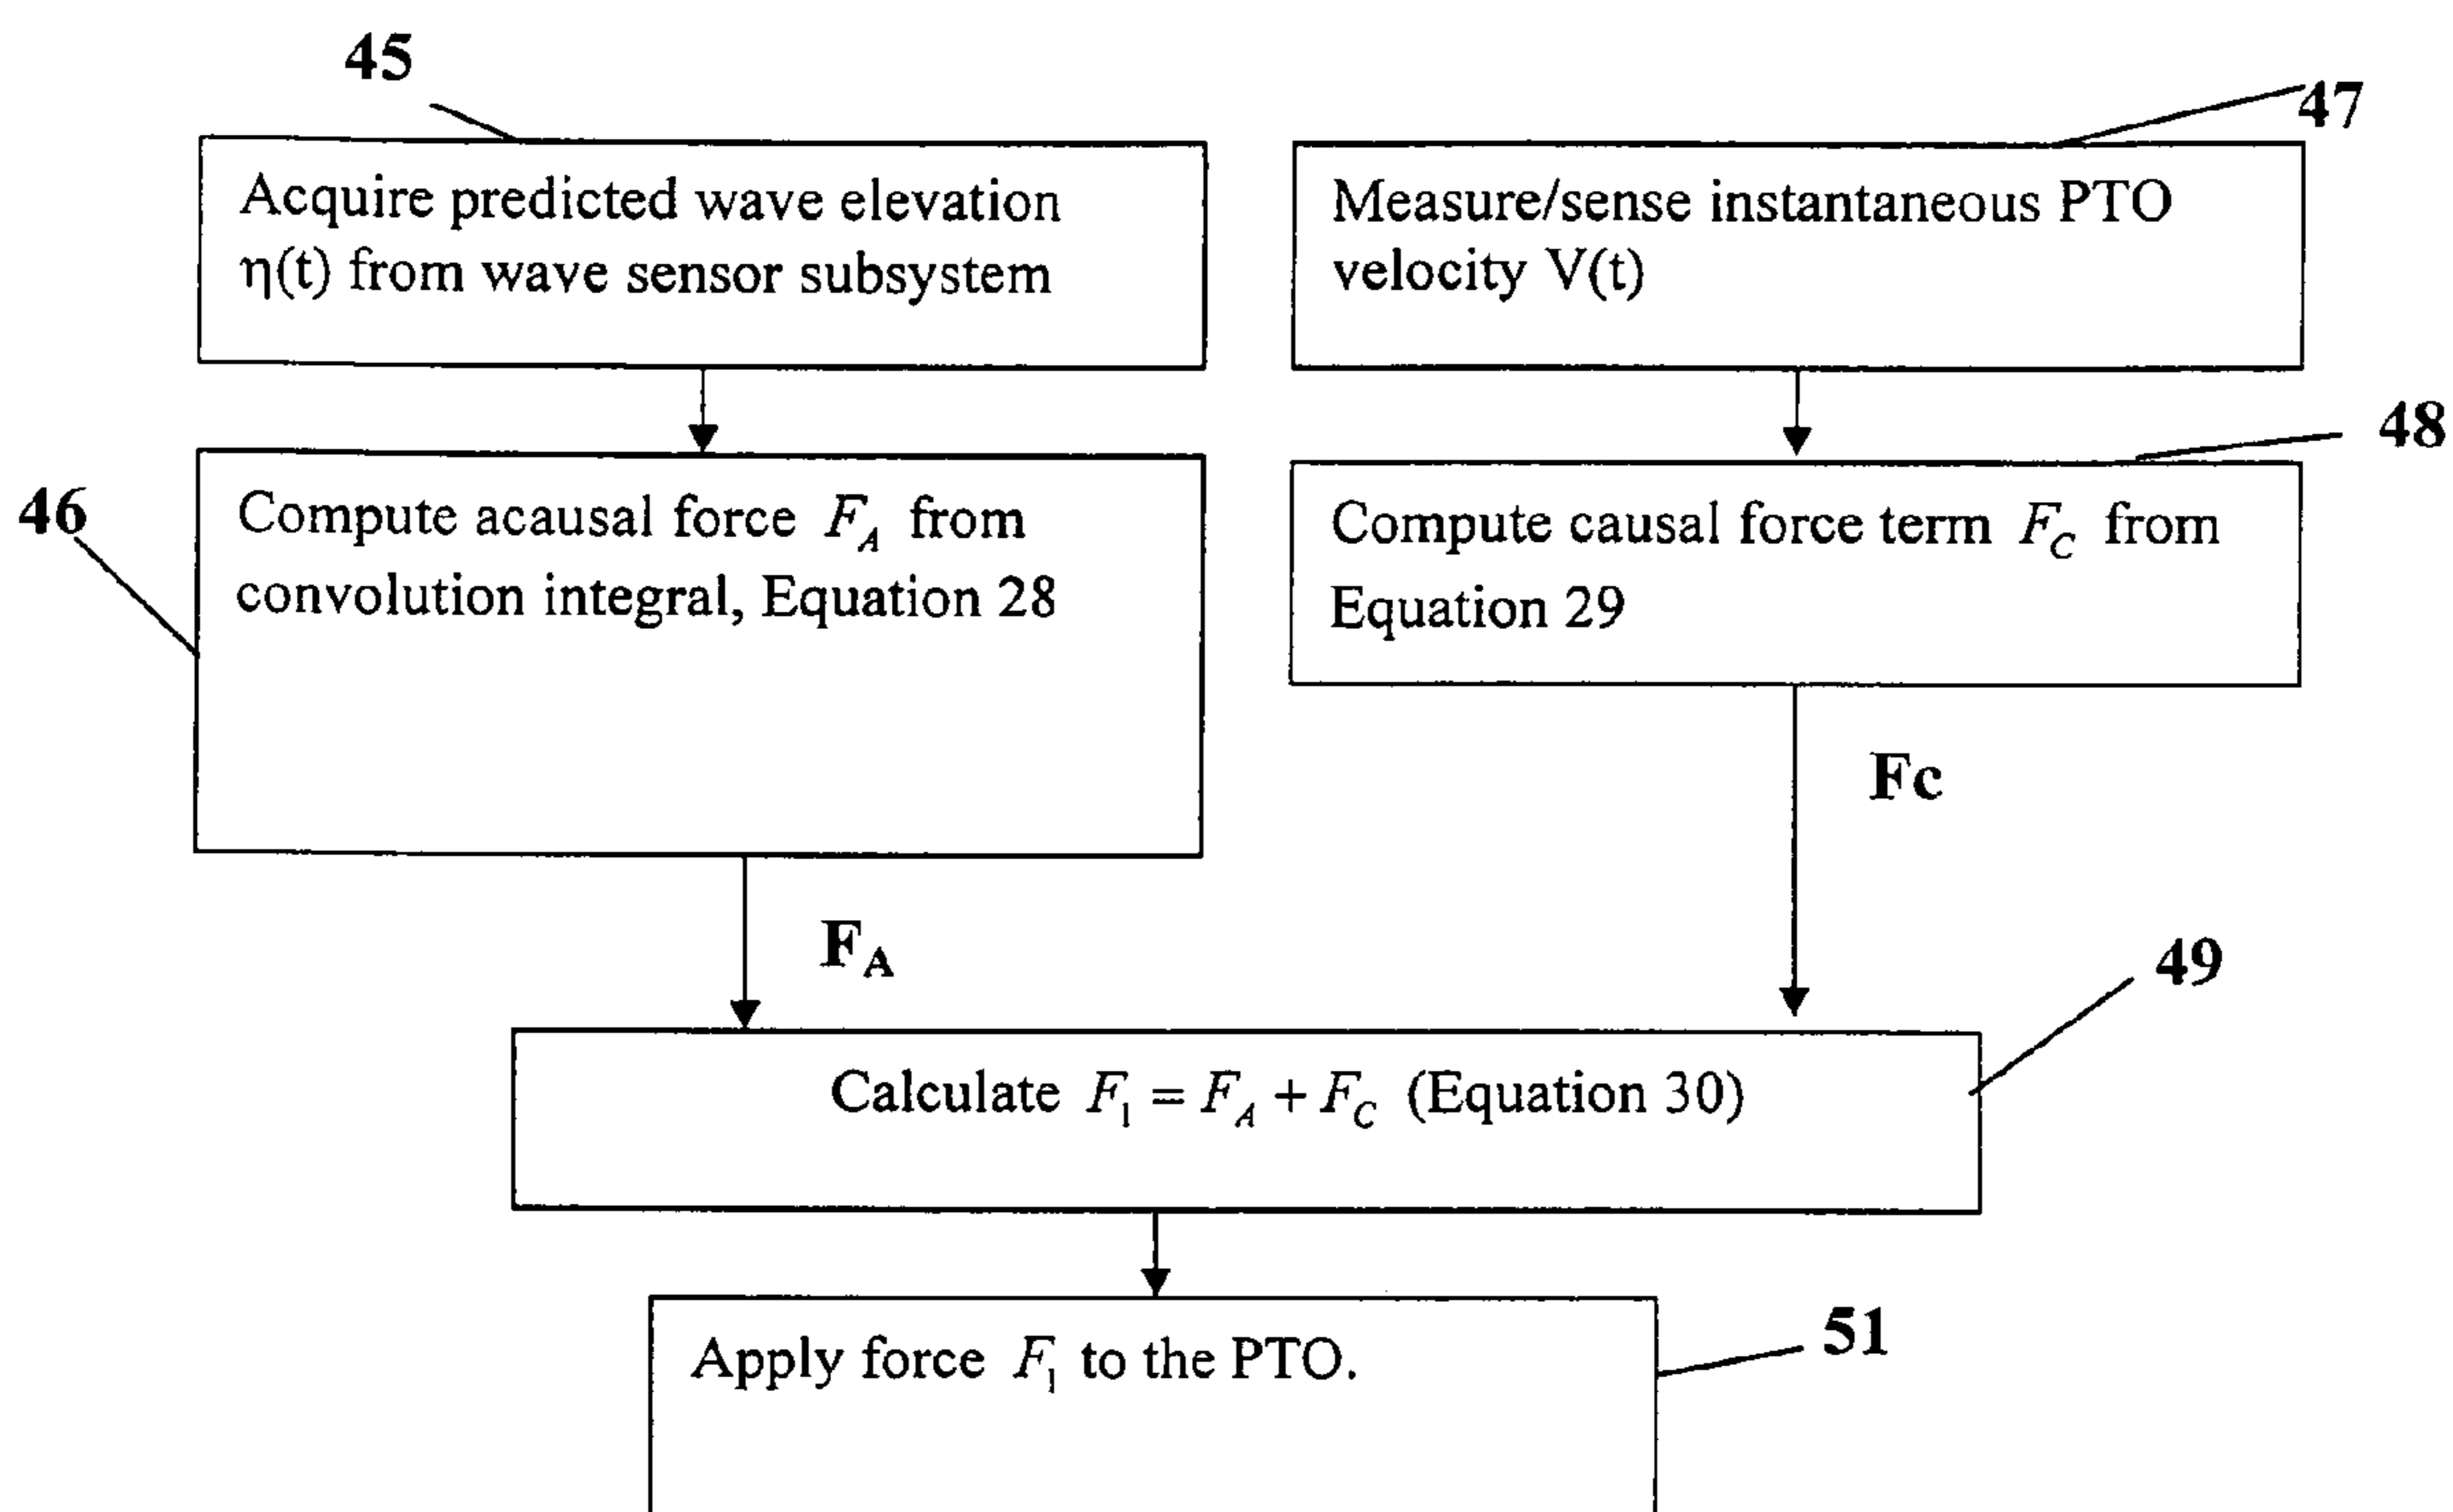 45
47
Acquire predicted wave elevation
η(t) from wave sensor subsystem
Measure/sense instantaneous PTO
velocity V(t)
48
46
Compute acausal force F_A from
convolution integral, Equation 28
Compute causal force term F_C from
Equation 29
Fc
F_A
49
Calculate F_1 = F_A + F_C (Equation 30)
51
Apply force F_1 to the PTO.